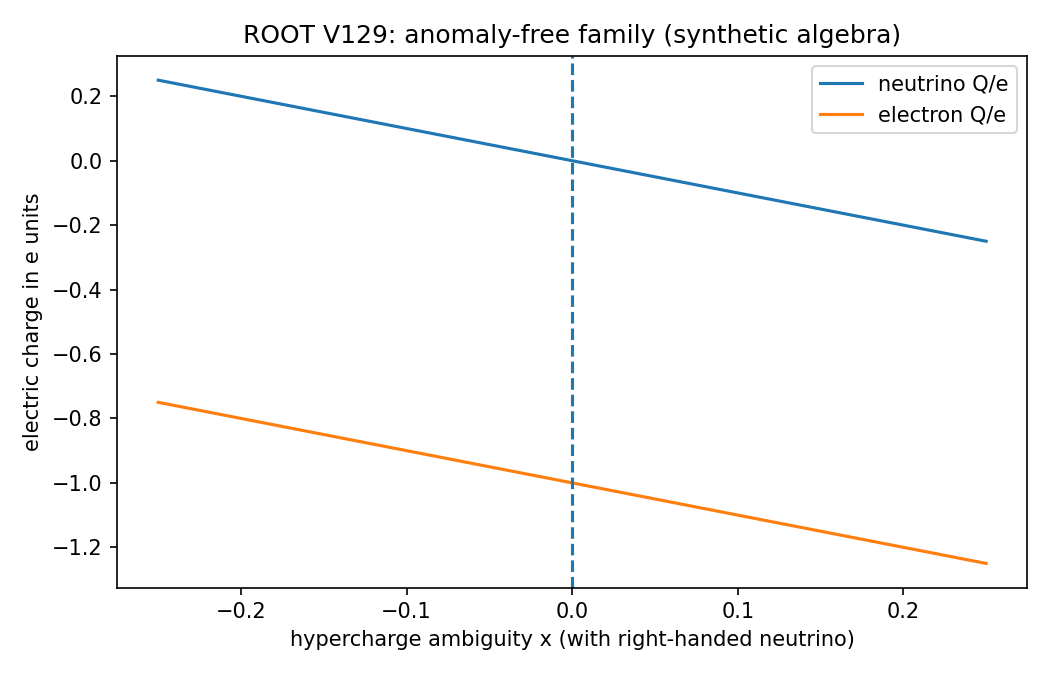 ROOT V129: anomaly-free family (synthetic algebra)
neutrino Q/e
electron Q/e
electric charge in e units
0.2
0.0
−0.2
−0.4
−0.6
−0.8
−1.0
−1.2
−0.2 −0.1 0.0 0.1 0.2
hypercharge ambiguity x (with right-handed neutrino)